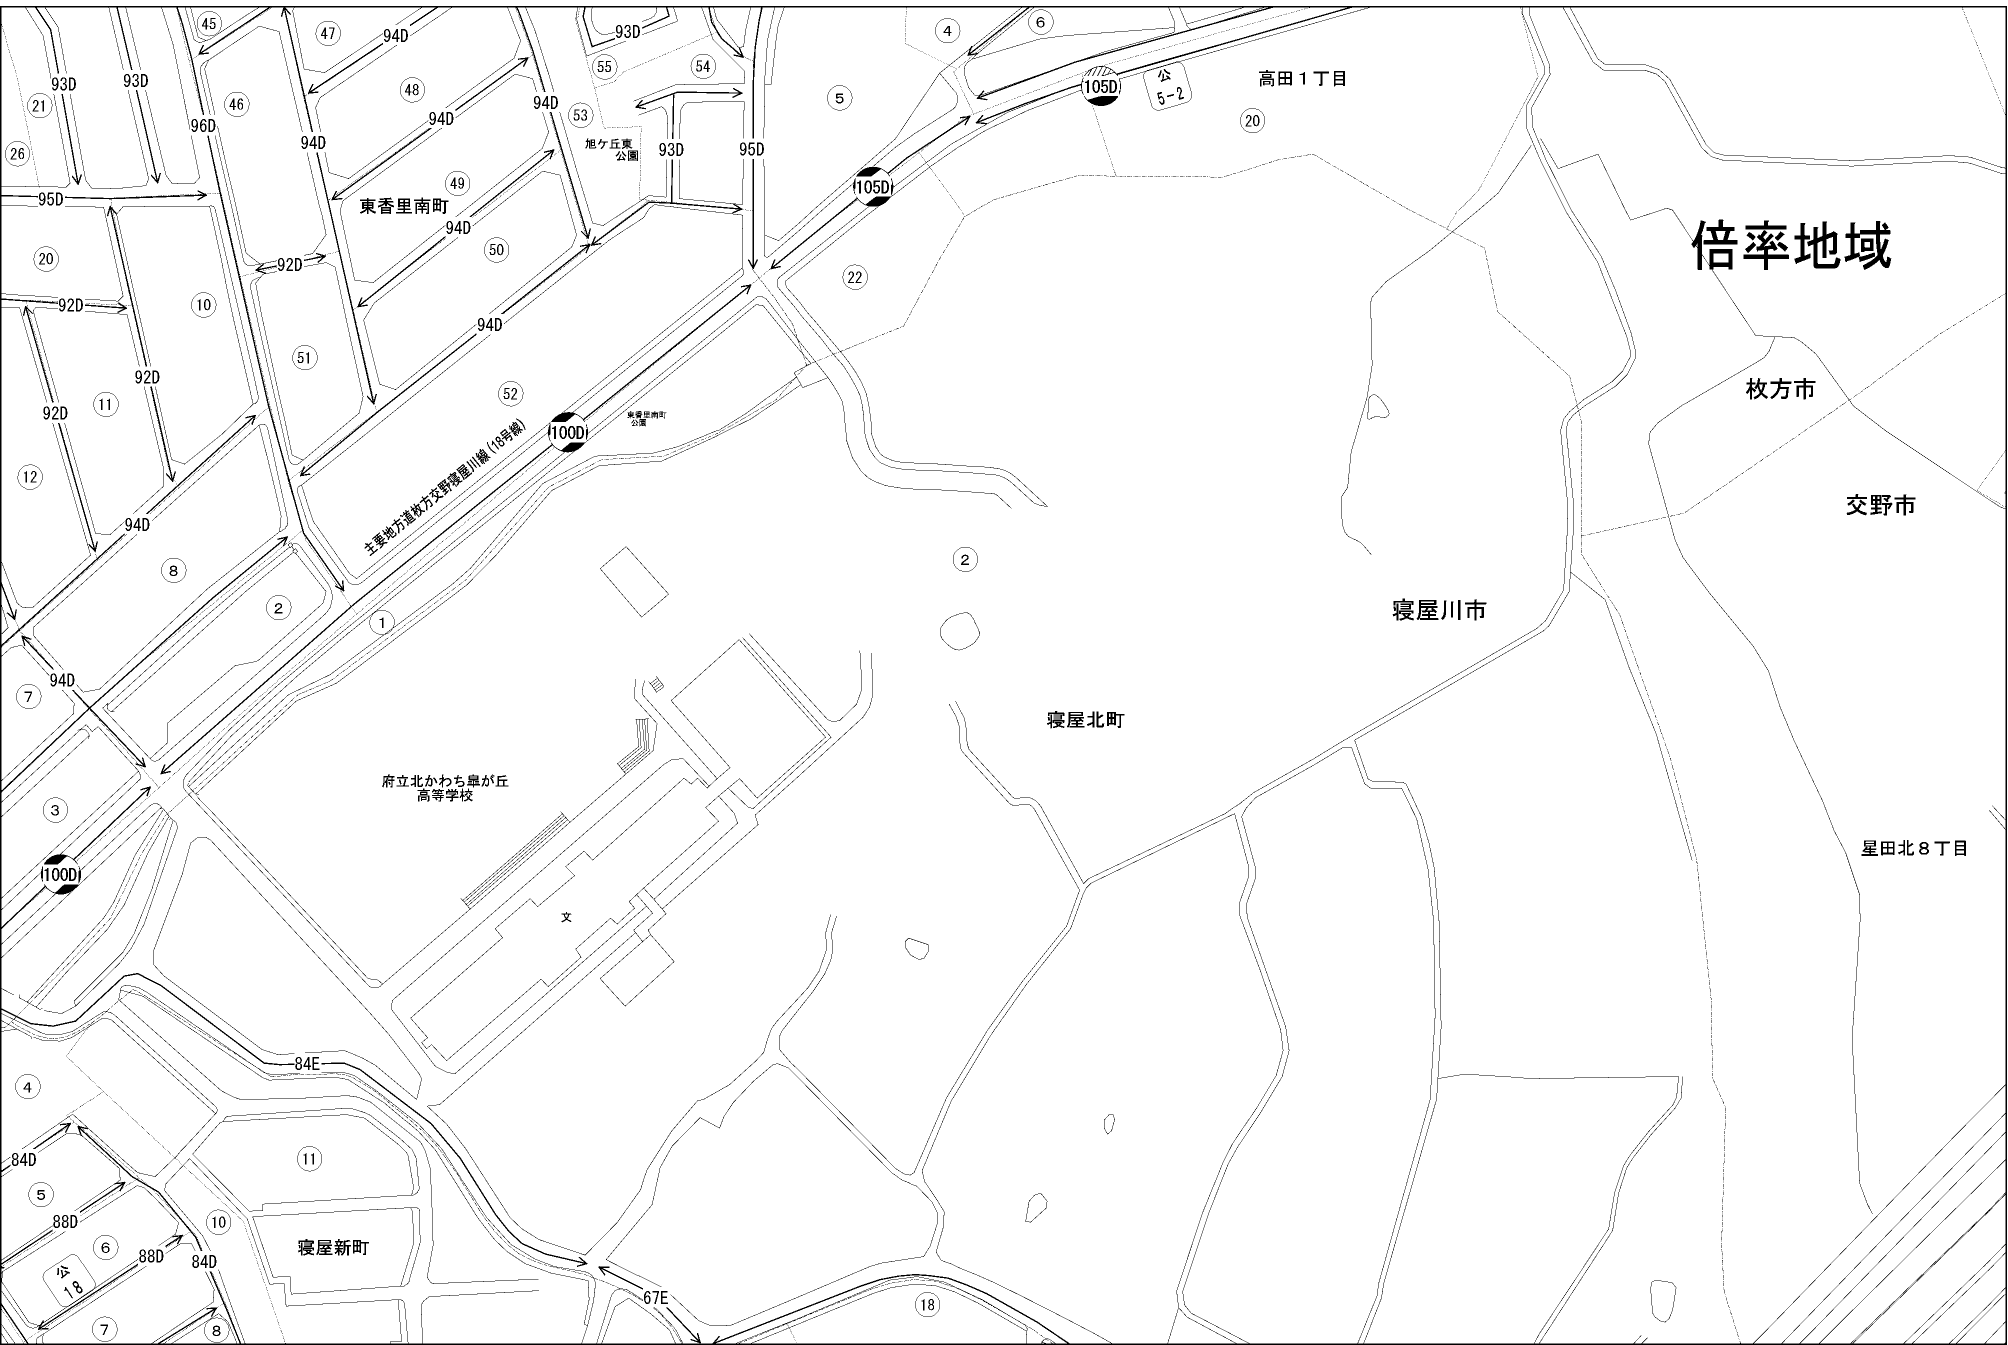 45
47
94D
93D
4
6
55
54
高田1丁目
93D
93D
48
105D
公
5-2
21
46
94D
53
5
20
96D
94D
26
94D
旭ケ丘東
公園
93D
95D
49
105D
95D
東香里南町
94D
50
倍率地域
20
92D
22
10
92D
94D
51
92D
枚方市
11
92D
52
東香里南町
公園
100D
主要地方道枚方交野寝屋川線(18号線)
12
交野市
94D
8
2
2
1
寝屋川市
94D
7
寝屋北町
府立北かわち皐が丘
高等学校
3
星田北8丁目
100D
文
84E
4
84D
11
5
88D
10
6
寝屋新町
88D
84D
公
18
67E
18
7
8